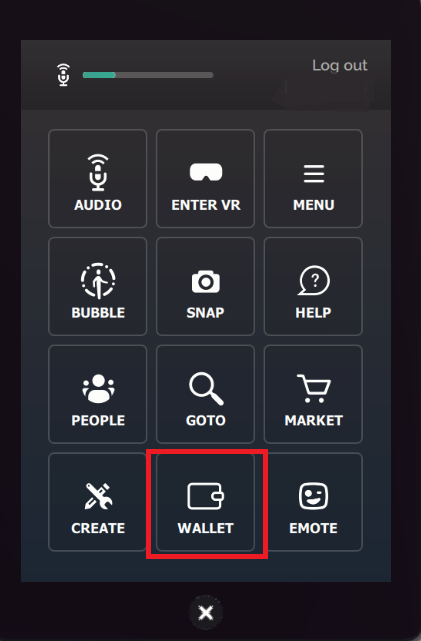 Log out
AUDIO
ENTER VR
MENU
BUBBLE
SNAP
?
HELP
PEOPLE
GOTO
MARKET
CREATE
WALLET
EMOTE